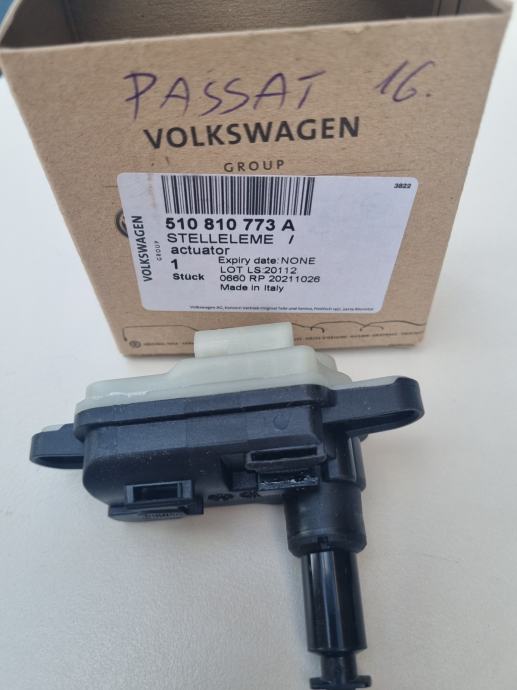 PASSAT 16.
VOLKSWAGEN
GROUP
3822
VOLKSWAGEN
GROUP
510 810 773 A
STELLELEME /
actuator
1
Stück
Expiry date: NONE
LOT LS:20112
0660 RP 20211026
Made in Italy